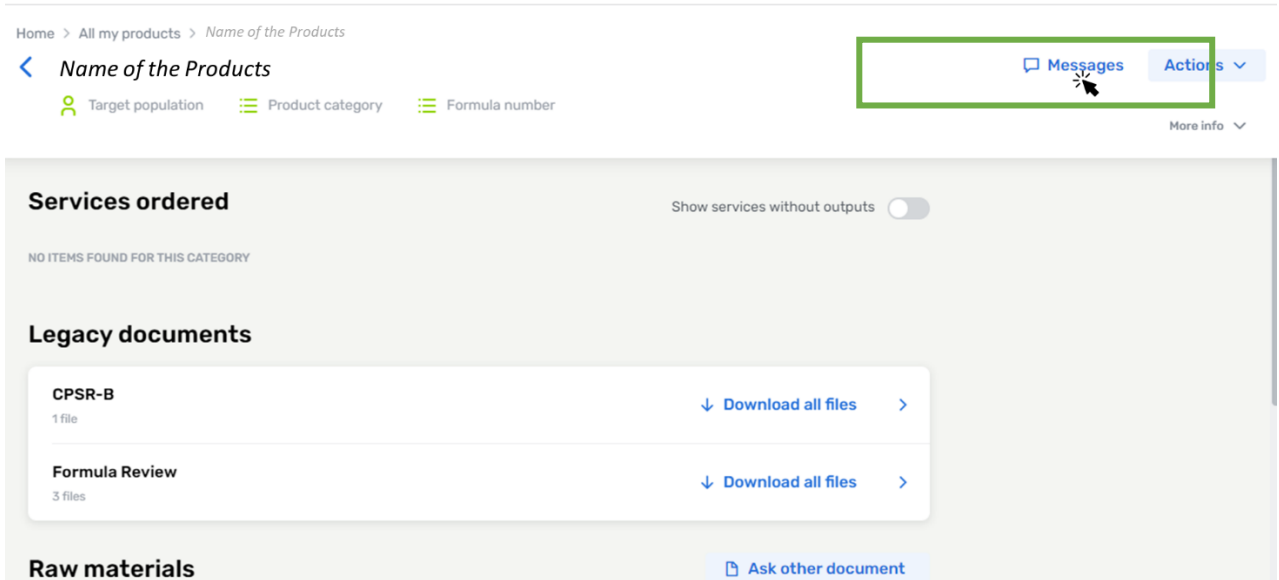 Home > All my products > Name of the Products
Name of the Products
Messages
Actions
Target population
Product category
Formula number
More info
Services ordered
Show services without outputs
NO ITEMS FOUND FOR THIS CATEGORY
Legacy documents
CPSR-B
1 file
Download all files
Formula Review
3 files
Download all files
Raw materials
Ask other document